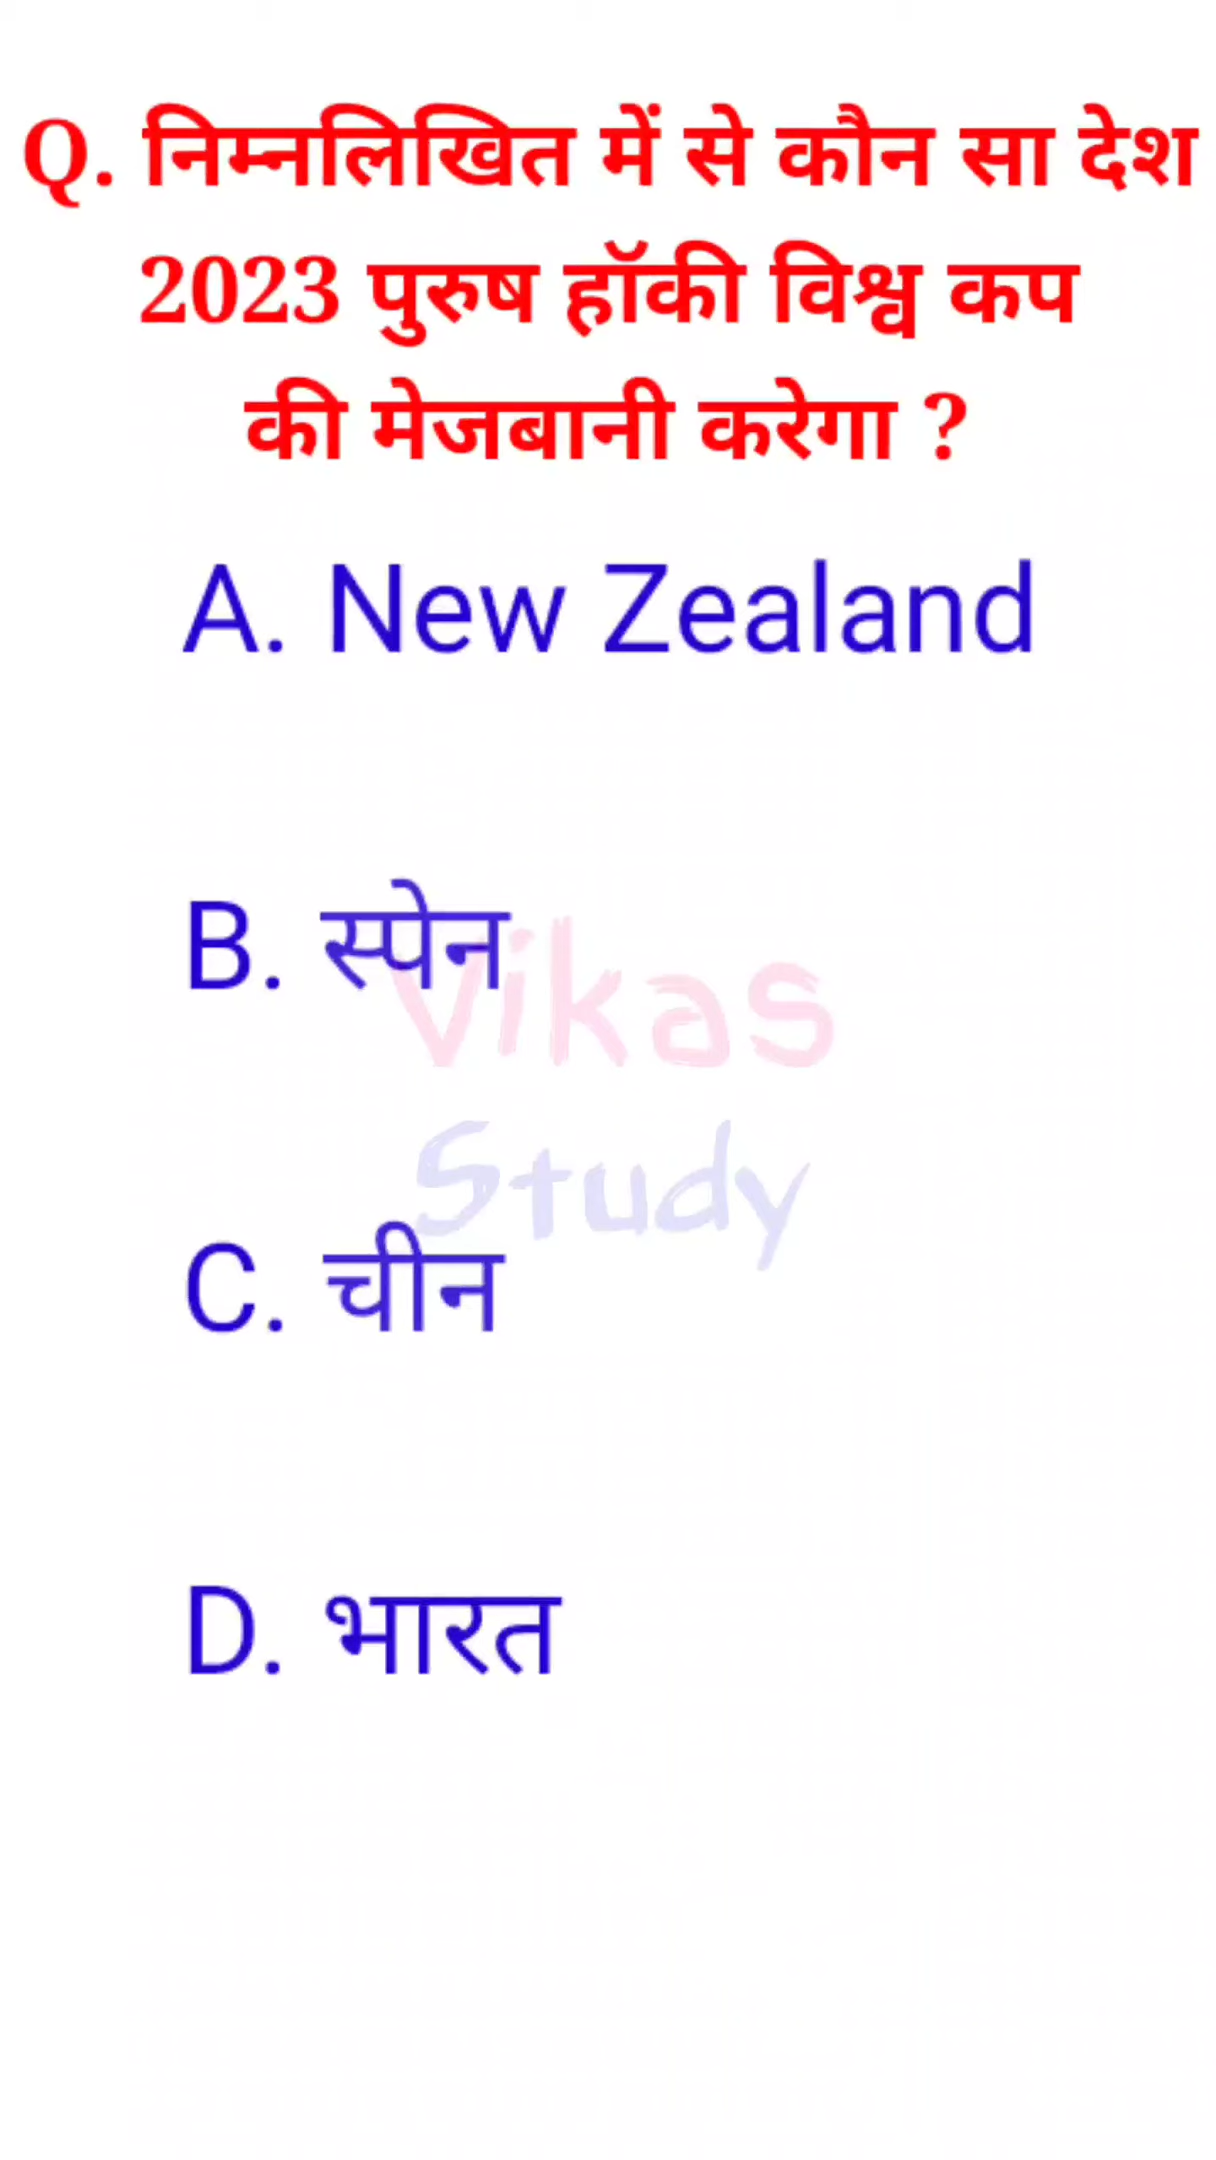 Q. निम्नलिखित में से कौन सा देश
2023 पुरुष हॉकी विश्व कप
की मेजबानी करेगा ?
A. New Zealand
B. स्पेन
Vikas
Study
C. चीन
D. भारत